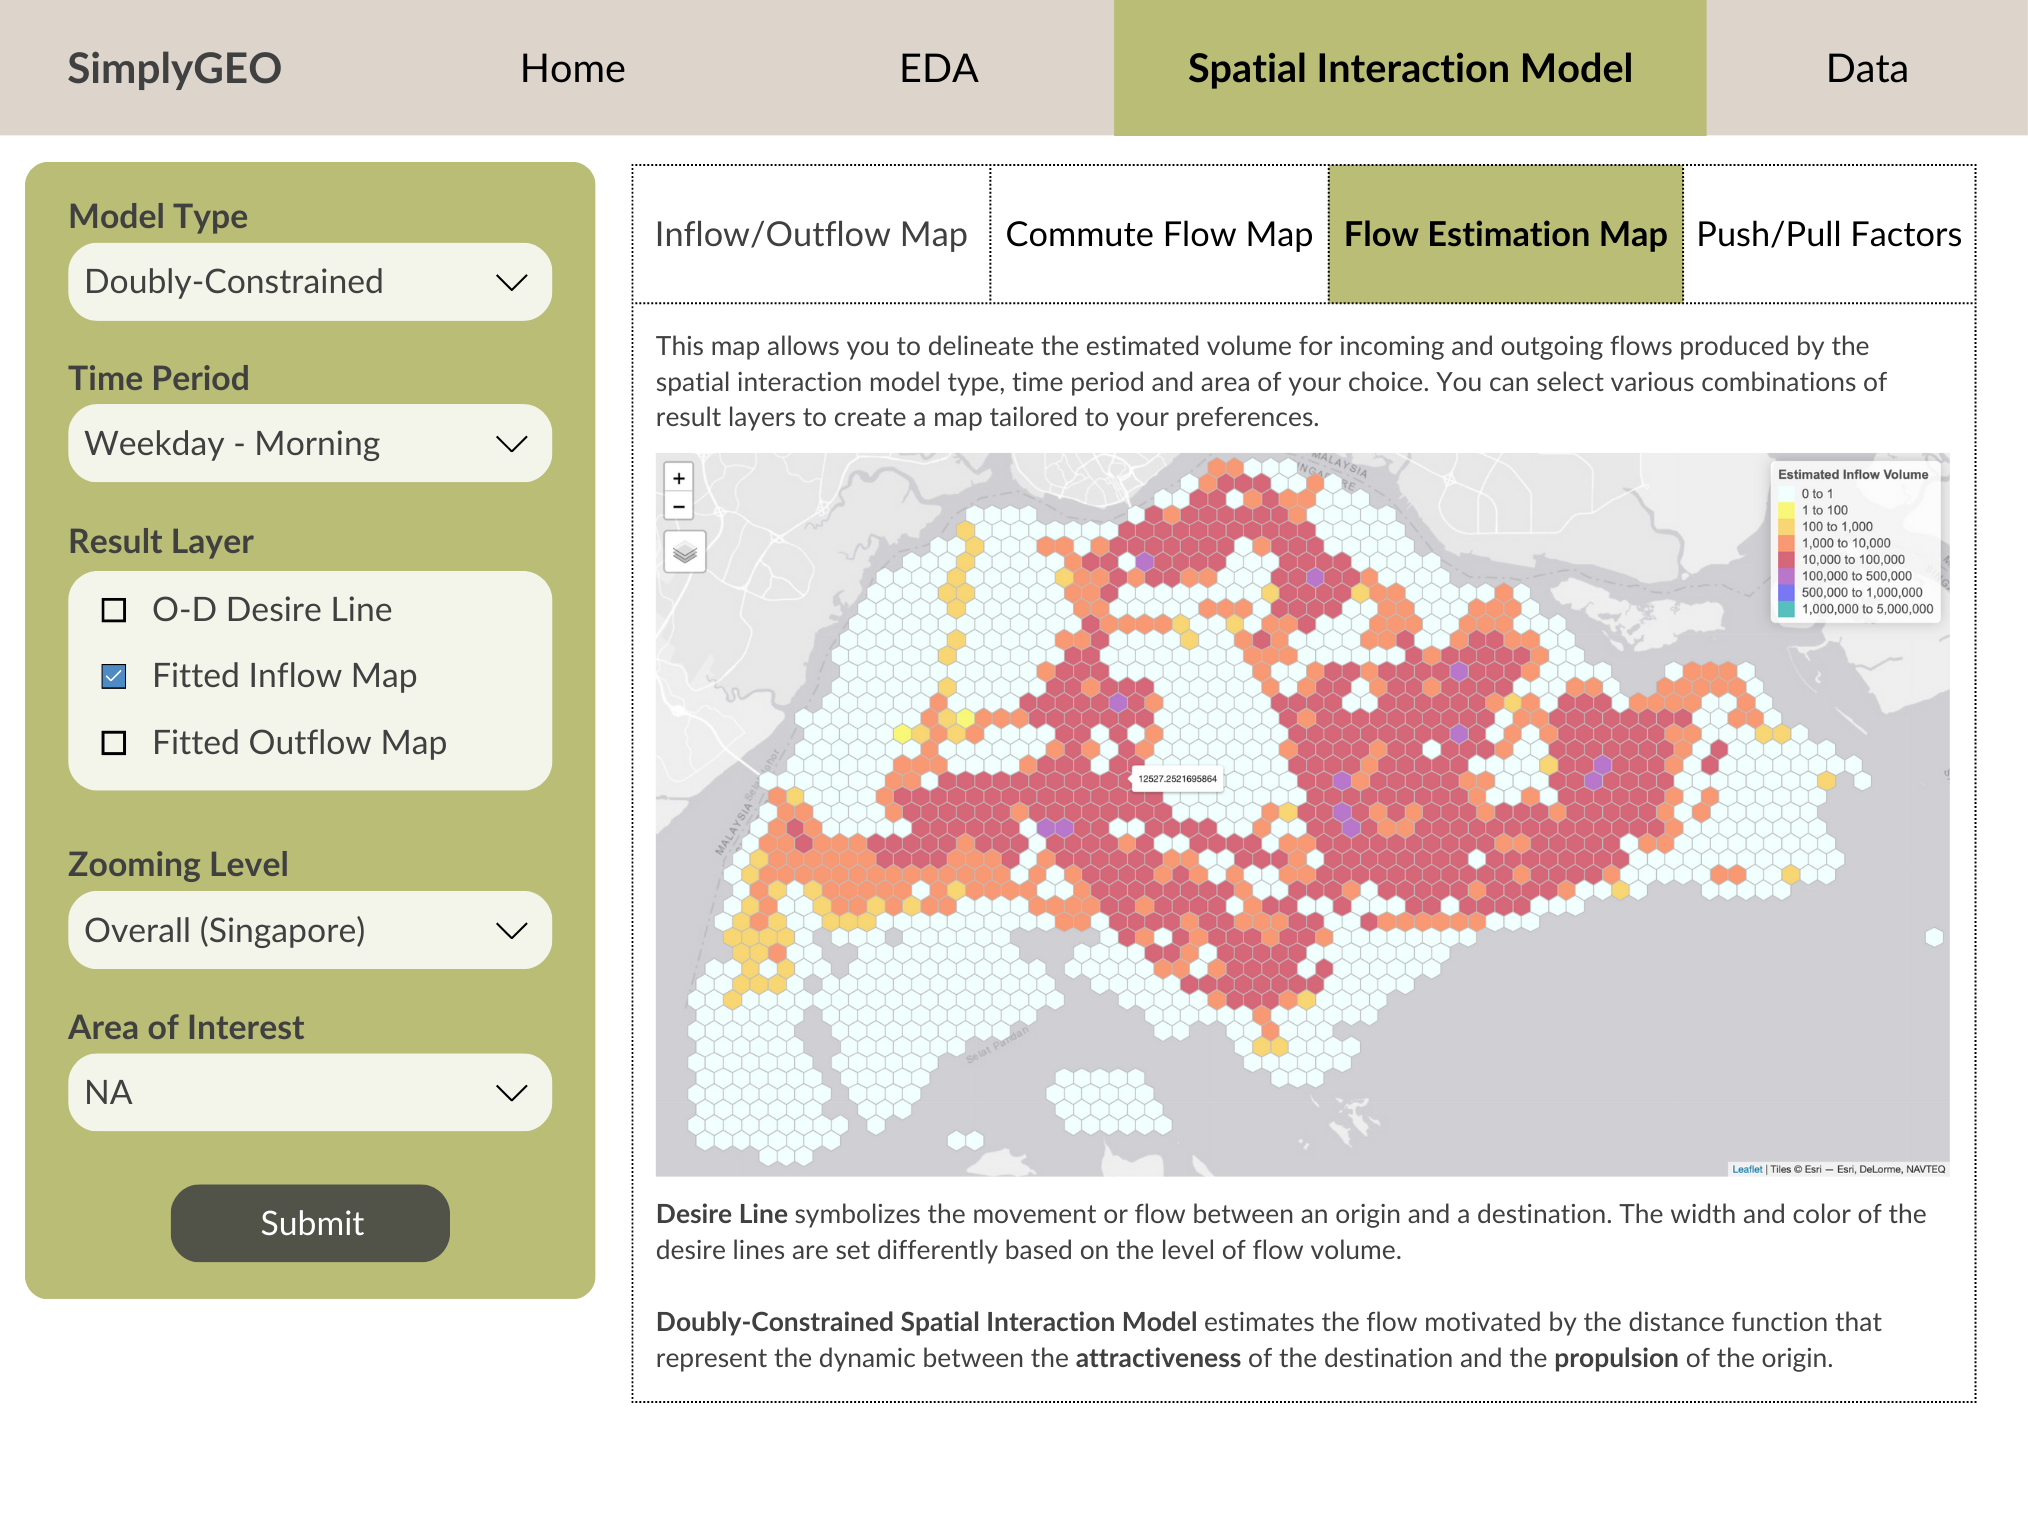 SimplyGEO
Home
EDA
Spatial Interaction Model
Data
Model Type
Doubly-Constrained
Time Period
Weekday - Morning
Result Layer
O-D Desire Line
Fitted Inflow Map
Fitted Outflow Map
Zooming Level
Overall (Singapore)
Area of Interest
NA
Submit
Inflow/Outflow Map
Commute Flow Map
Flow Estimation Map
Push/Pull Factors
This map allows you to delineate the estimated volume for incoming and outgoing flows produced by the
spatial interaction model type, time period and area of your choice. You can select various combinations of
result layers to create a map tailored to your preferences.
+
−
MALAYSIA
Estimated Inflow Volume
0 to 1
1 to 100
100 to 1,000
1,000 to 10,000
10,000 to 100,000
100,000 to 500,000
500,000 to 1,000,000
1,000,000 to 5,000,000
12527.2521695864
MALAYSIA
Selat Pandan
Leaflet | Tiles © Esri — Esri, DeLorme, NAVTEQ
Desire Line symbolizes the movement or flow between an origin and a destination. The width and color of the
desire lines are set differently based on the level of flow volume.
Doubly-Constrained Spatial Interaction Model estimates the flow motivated by the distance function that
represent the dynamic between the attractiveness of the destination and the propulsion of the origin.